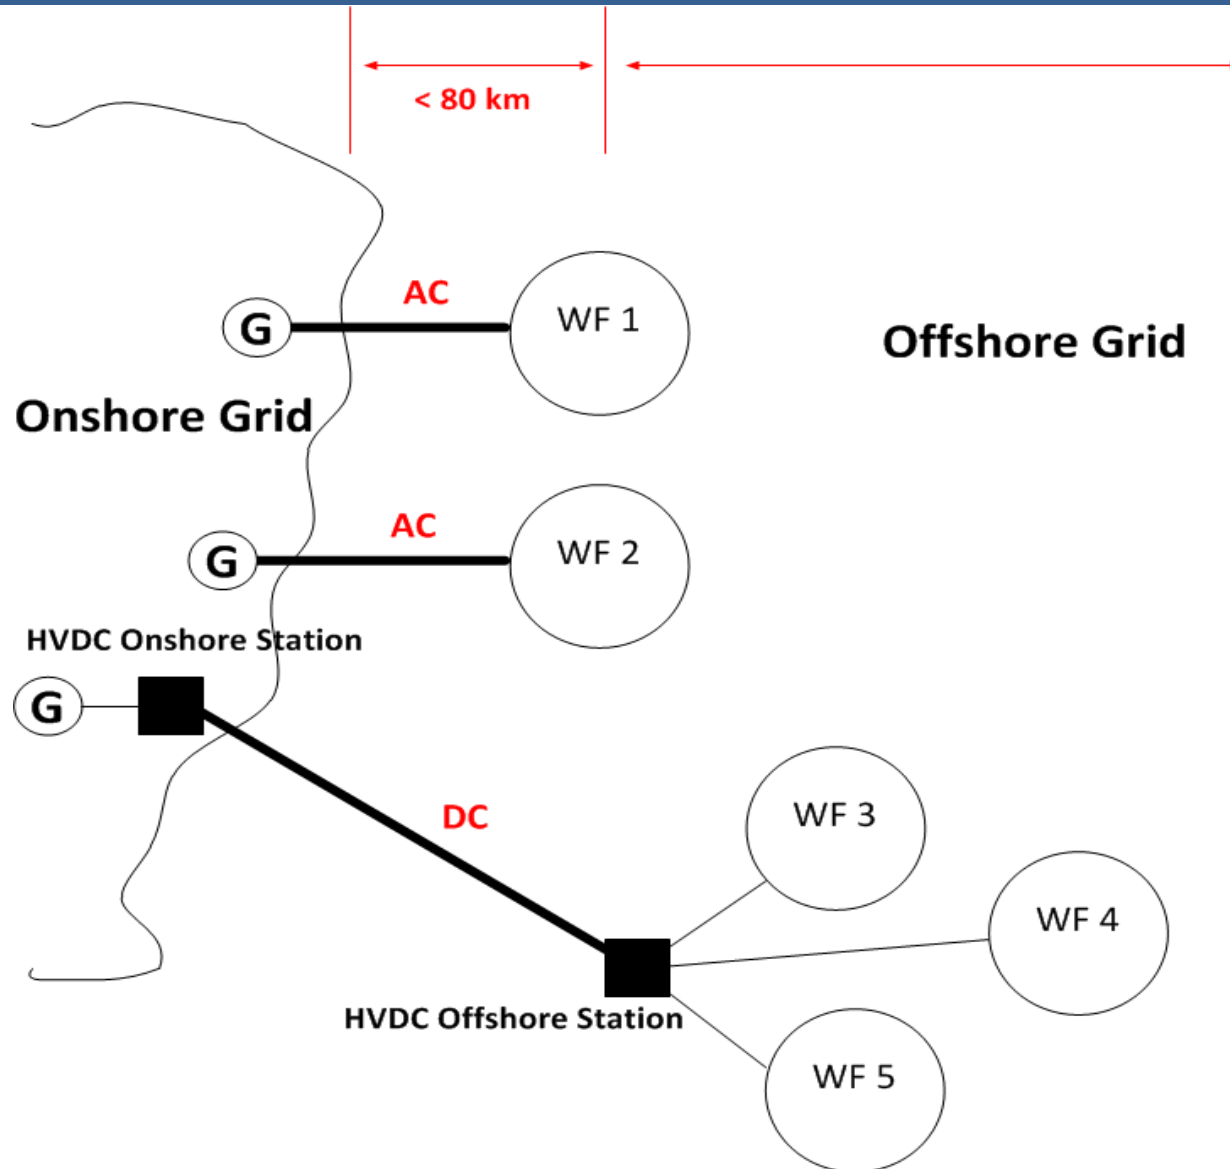 < 80 km
AC
G
WF 1
Offshore Grid
Onshore Grid
AC
G
WF 2
HVDC Onshore Station
G
DC
WF 3
WF 4
HVDC Offshore Station
WF 5